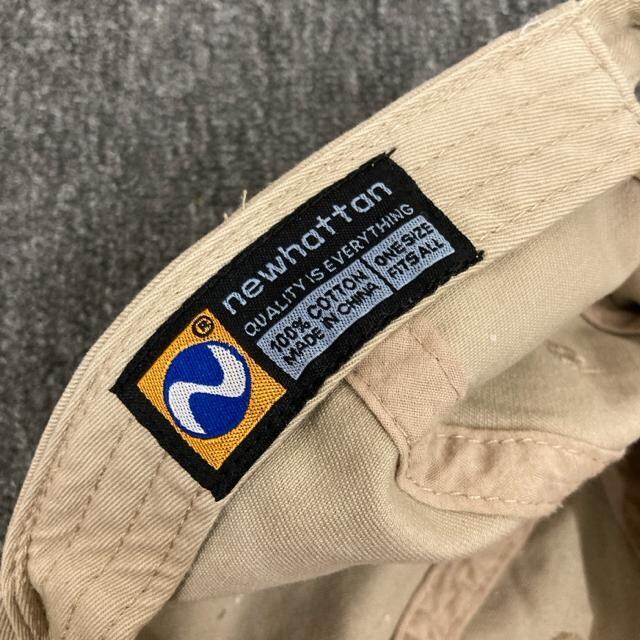 ®
newhattan
QUALITY IS EVERYTHING
100% COTTON
MADE IN CHINA
ONE SIZE
FITS ALL